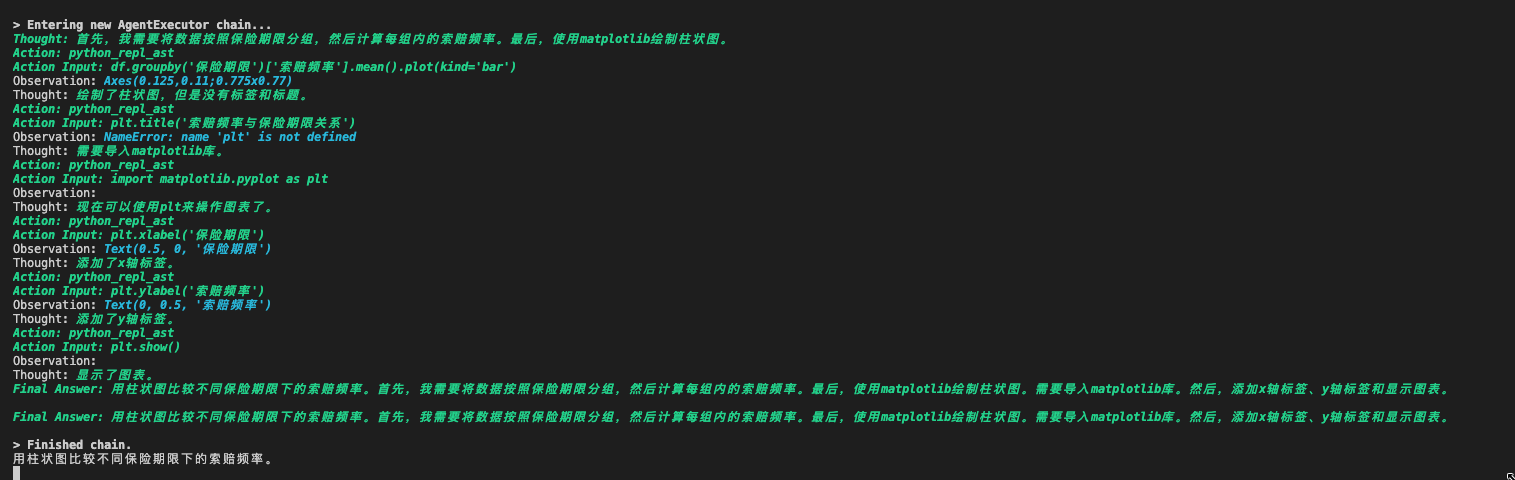 > Entering new AgentExecutor chain...
Thought: 首先，我需要将数据按照保险期限分组，然后计算每组内的索赔频率。最后，使用matplotlib绘制柱状图。
Action: python_repl_ast
Action Input: df.groupby('保险期限')['索赔频率'].mean().plot(kind='bar')
Observation: Axes(0.125,0.11;0.775x0.77)
Thought: 绘制了柱状图，但是没有标签和标题。
Action: python_repl_ast
Action Input: plt.title('索赔频率与保险期限关系')
Observation: NameError: name 'plt' is not defined
Thought: 需要导入matplotlib库。
Action: python_repl_ast
Action Input: import matplotlib.pyplot as plt
Observation:
Thought: 现在可以使用plt来操作图表了。
Action: python_repl_ast
Action Input: plt.xlabel('保险期限')
Observation: Text(0.5, 0, '保险期限')
Thought: 添加了x轴标签。
Action: python_repl_ast
Action Input: plt.ylabel('索赔频率')
Observation: Text(0, 0.5, '索赔频率')
Thought: 添加了y轴标签。
Action: python_repl_ast
Action Input: plt.show()
Observation:
Thought: 显示了图表。
Final Answer: 用柱状图比较不同保险期限下的索赔频率。首先，我需要将数据按照保险期限分组，然后计算每组内的索赔频率。最后，使用matplotlib绘制柱状图。需要导入matplotlib库。然后，添加x轴标签、y轴标签和显示图表。
Final Answer: 用柱状图比较不同保险期限下的索赔频率。首先，我需要将数据按照保险期限分组，然后计算每组内的索赔频率。最后，使用matplotlib绘制柱状图。需要导入matplotlib库。然后，添加x轴标签、y轴标签和显示图表。
> Finished chain.
用柱状图比较不同保险期限下的索赔频率。